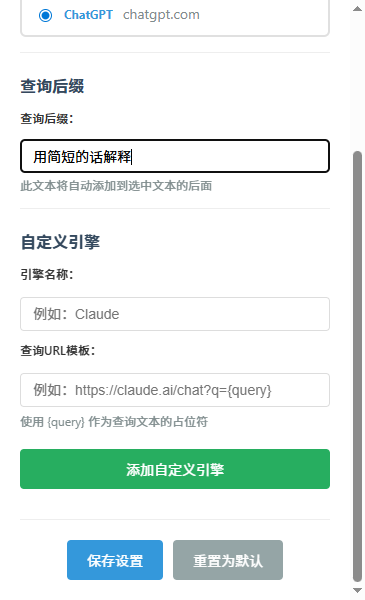 ChatGPT chatgpt.com
查询后缀
查询后缀：
用简短的话解释
此文本将自动添加到选中文本的后面
自定义引擎
引擎名称：
例如：Claude
查询URL模板：
例如：https://claude.ai/chat?q={query}
使用 {query} 作为查询文本的占位符
添加自定义引擎
保存设置
重置为默认